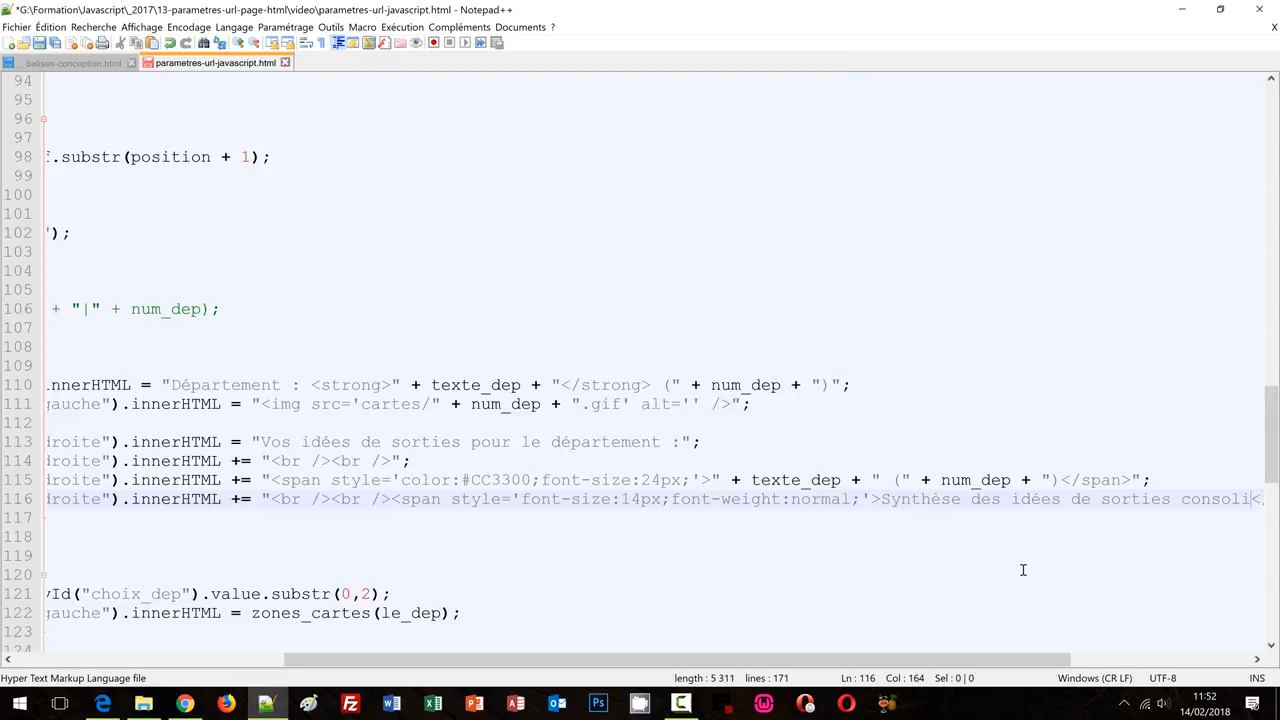 *G:\Formation\Javascript\_2017\13-parametres-url-page-html\video\parametres-url-javascript.html - Notepad++
Fichier Édition Recherche Affichage Encodage Langage Paramétrage Outils Macro Exécution Compléments Documents ? X
balises-conception.html parametres-url-javascript.html
94
95
96
97
98 f.substr(position + 1);
99
100
101
102 ");
103
104
105
106 + "|" + num_dep);
107
108
109
110 innerHTML = "Département : <strong>" + texte_dep + "</strong> (" + num_dep + ")";
111 gauche").innerHTML = "<img src='cartes/" + num_dep + ".gif' alt='' />";
112
113 droite").innerHTML = "Vos idées de sorties pour le département :";
114 droite").innerHTML += "<br /><br />";
115 droite").innerHTML += "<span style='color:#CC3300;font-size:24px;'>" + texte_dep + " (" + num_dep + ")</span>";
116 droite").innerHTML += "<br /><br /><span style='font-size:14px;font-weight:normal;'>Synthèse des idées de sorties consoli<
117
118
119
120
121 yId("choix_dep").value.substr(0,2);
122 gauche").innerHTML = zones_cartes(le_dep);
123
124
Hyper Text Markup Language file length : 5 311 lines : 171 Ln : 116 Col : 164 Sel : 0 | 0 Windows (CR LF) UTF-8 INS
11:52
14/02/2018